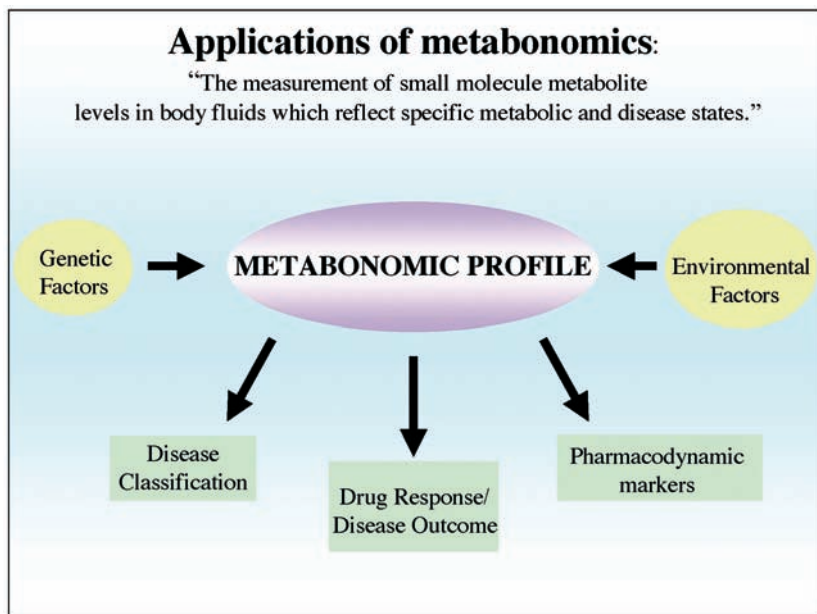 Applications of metabonomics:
“The measurement of small molecule metabolite
levels in body fluids which reflect specific metabolic and disease states.”
Genetic
Factors
METABONOMIC PROFILE
Environmental
Factors
Disease
Classification
Drug Response/
Disease Outcome
Pharmacodynamic
markers